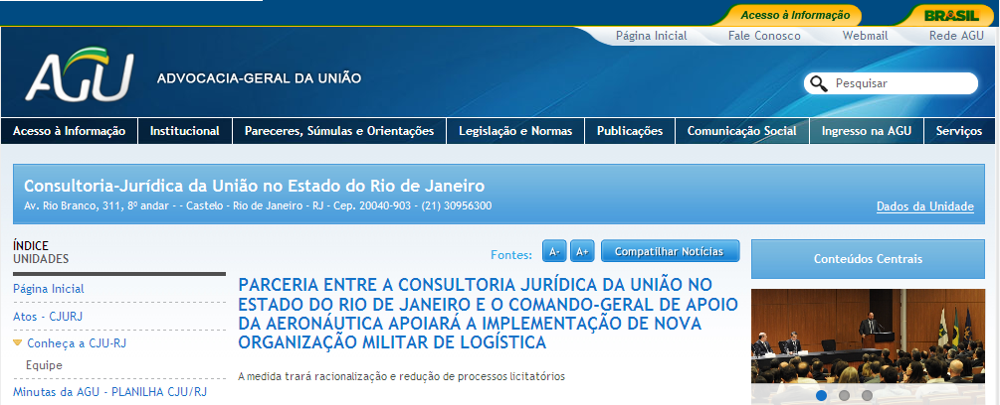 Acesso à Informação
BRASIL
Página Inicial
Fale Conosco
Webmail
Rede AGU
AGU
ADVOCACIA-GERAL DA UNIÃO
Pesquisar
Acesso à Informação
Institucional
Pareceres, Súmulas e Orientações
Legislação e Normas
Publicações
Comunicação Social
Ingresso na AGU
Serviços
Consultoria-Jurídica da União no Estado do Rio de Janeiro
Av. Rio Branco, 311, 8º andar - - Castelo - Rio de Janeiro - RJ - Cep. 20040-903 - (21) 30956300
Dados da Unidade
ÍNDICE
UNIDADES
Página Inicial
Atos - CJURJ
Conheça a CJU-RJ
Equipe
Minutas da AGU - PLANILHA CJU/RJ
Fontes:
A-
A+
Compatilhar Notícias
PARCERIA ENTRE A CONSULTORIA JURÍDICA DA UNIÃO NO
ESTADO DO RIO DE JANEIRO E O COMANDO-GERAL DE APOIO
DA AERONÁUTICA APOIARÁ A IMPLEMENTAÇÃO DE NOVA
ORGANIZAÇÃO MILITAR DE LOGÍSTICA
A medida trará racionalização e redução de processos licitatórios
Conteúdos Centrais